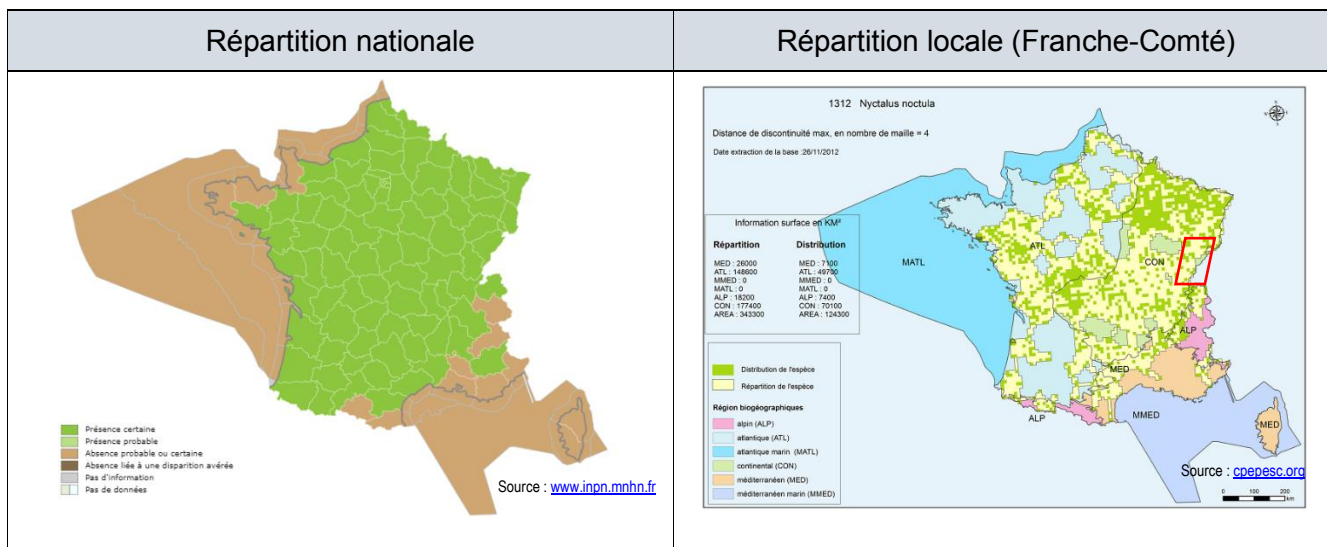 Répartition nationale
Répartition locale (Franche-Comté)
Présence certaine
Présence probable
Absence probable ou certaine
Absence liée à une disparition avérée
Pas d'information
Pas de données
Source : www.inpn.mnhn.fr
1312 Nyctalus noctula
Distance de discontinuité max, en nombre de maille = 4
Date extraction de la base :26/11/2012
Information surface en KM²
Répartition Distribution
MED : 26000 MED : 7100
ATL : 148600 ATL : 49700
MMED : 0 MMED : 0
MATL : 0 MATL : 0
ALP : 18200 ALP : 7400
CON : 177400 CON : 70100
AREA : 343300 AREA : 124300
MATL
ATL
CON
ALP
MED
ALP
MMED
MED
Distribution de l'espèce
Répartition de l'espèce
Région biogéographiques
alpin (ALP)
atlantique (ATL)
atlantique marin (MATL)
continental (CON)
méditerranéen (MED)
méditerranéen marin (MMED)
Source : cpepesc.org
0 100 200
km